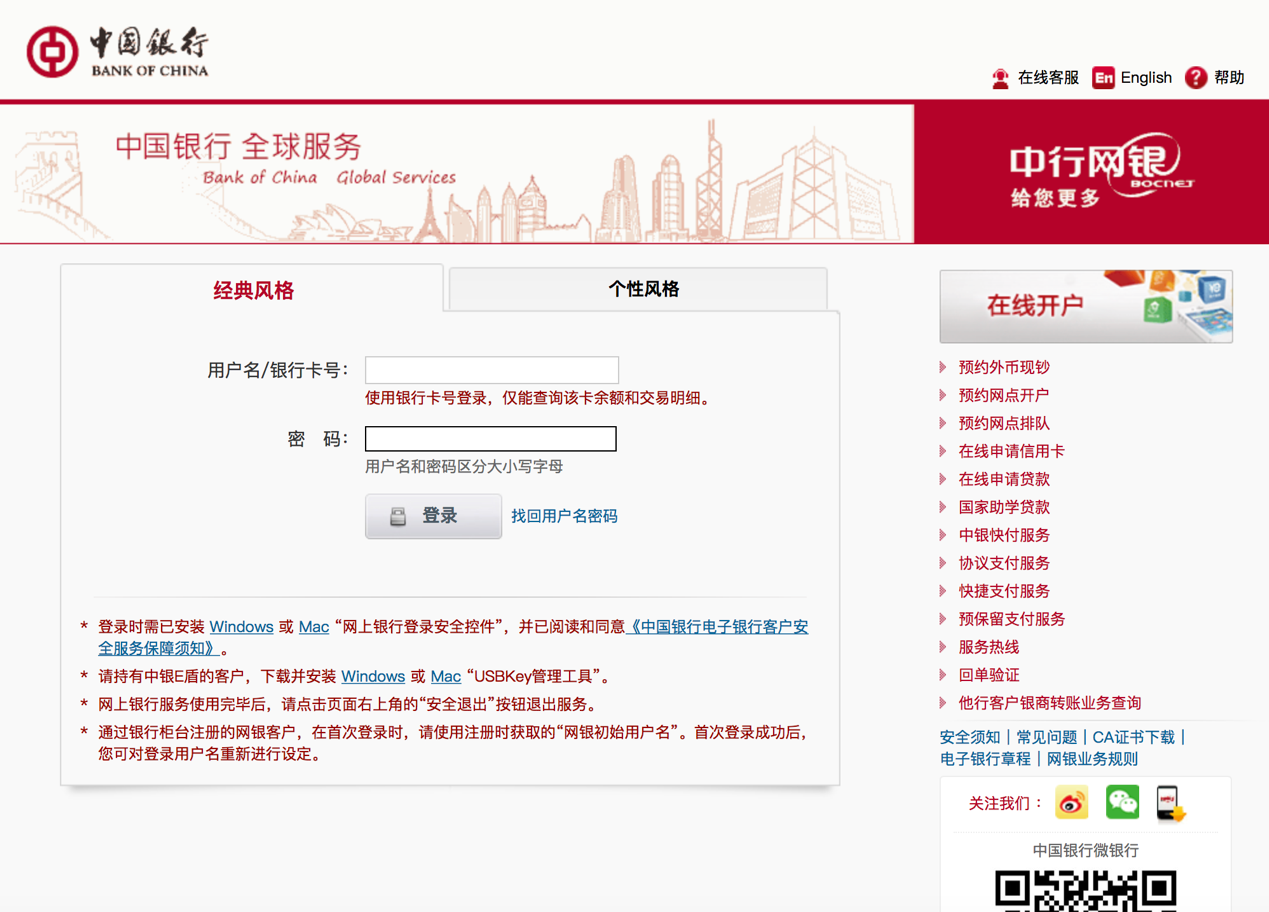 中国銀行
BANK OF CHINA
在线客服 En English ? 帮助
中国银行 全球服务
Bank of China Global Services
中行网银
BOCNET
给您更多
经典风格
个性风格
用户名/银行卡号：
使用银行卡号登录，仅能查询该卡余额和交易明细。
密 码：
用户名和密码区分大小写字母
登录 找回用户名密码
* 登录时需已安装 Windows 或 Mac “网上银行登录安全控件”，并已阅读和同意《中国银行电子银行客户安
全服务保障须知》。
* 请持有中银E盾的客户，下载并安装 Windows 或 Mac “USBKey管理工具”。
* 网上银行服务使用完毕后，请点击页面右上角的“安全退出”按钮退出服务。
* 通过银行柜台注册的网银客户，在首次登录时，请使用注册时获取的“网银初始用户名”。首次登录成功后，
您可对登录用户名重新进行设定。
在线开户
预约外币现钞
预约网点开户
预约网点排队
在线申请信用卡
在线申请贷款
国家助学贷款
中银快付服务
协议支付服务
快捷支付服务
预保留支付服务
服务热线
回单验证
他行客户银商转账业务查询
安全须知 | 常见问题 | CA证书下载 |
电子银行章程 | 网银业务规则
关注我们：
中国银行微银行